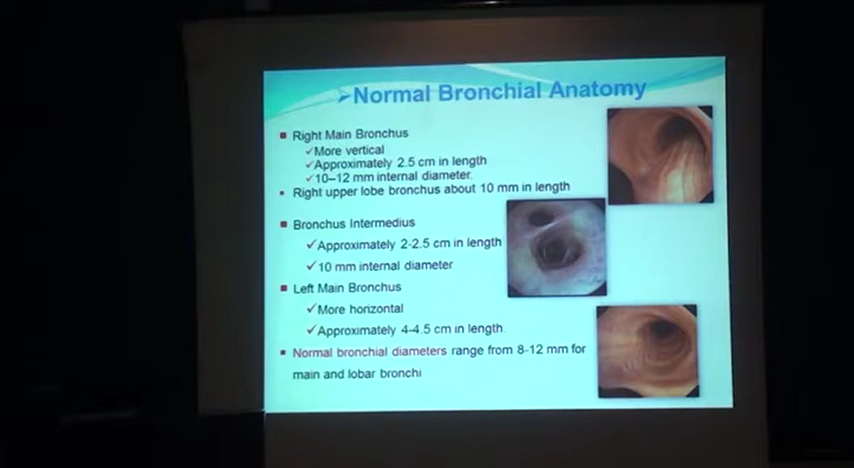 ➢Normal Bronchial Anatomy
▪ Right Main Bronchus
✓More vertical
✓Approximately 2.5 cm in length
✓10–12 mm internal diameter.
• Right upper lobe bronchus about 10 mm in length
▪ Bronchus Intermedius
✓Approximately 2-2.5 cm in length
✓10 mm internal diameter
▪ Left Main Bronchus
✓More horizontal
✓Approximately 4-4.5 cm in length.
▪ Normal bronchial diameters range from 8-12 mm for
main and lobar bronchi